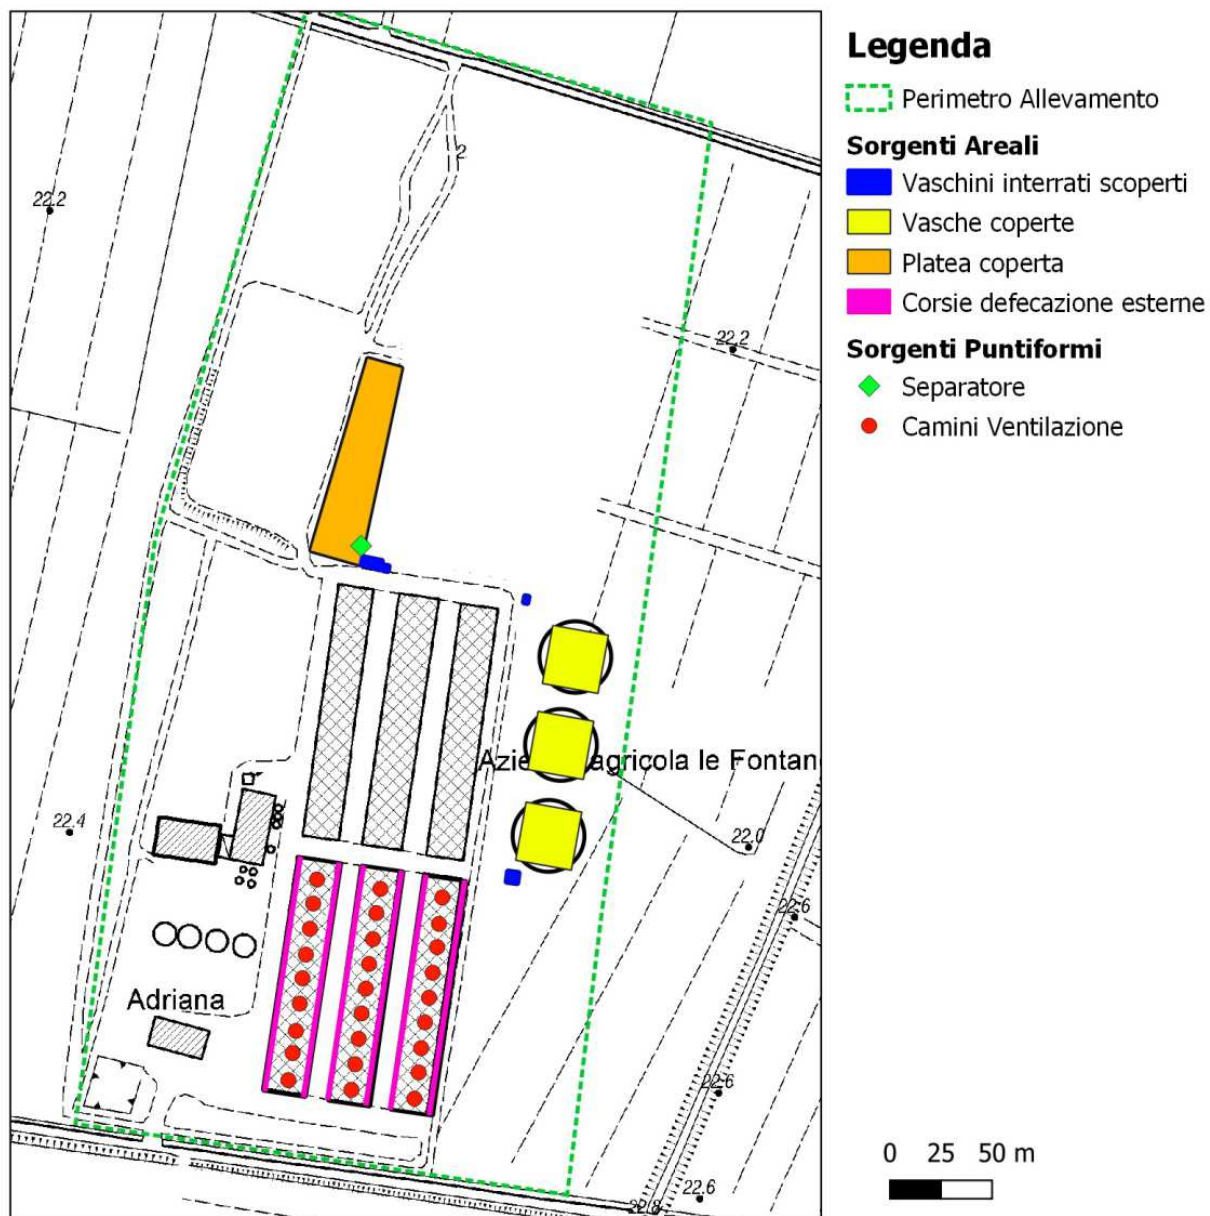 Legenda
Perimetro Allevamento
Sorgenti Areali
Vaschini interrati scoperti
Vasche coperte
Platea coperta
Corsie defecazione esterne
Sorgenti Puntiformi
Separatore
Camini Ventilazione
2
22.2
22.2
agricola le Fontan
22.4
22.0
22.6
Adriana
22.6
22.6
22.8
0 25 50 m